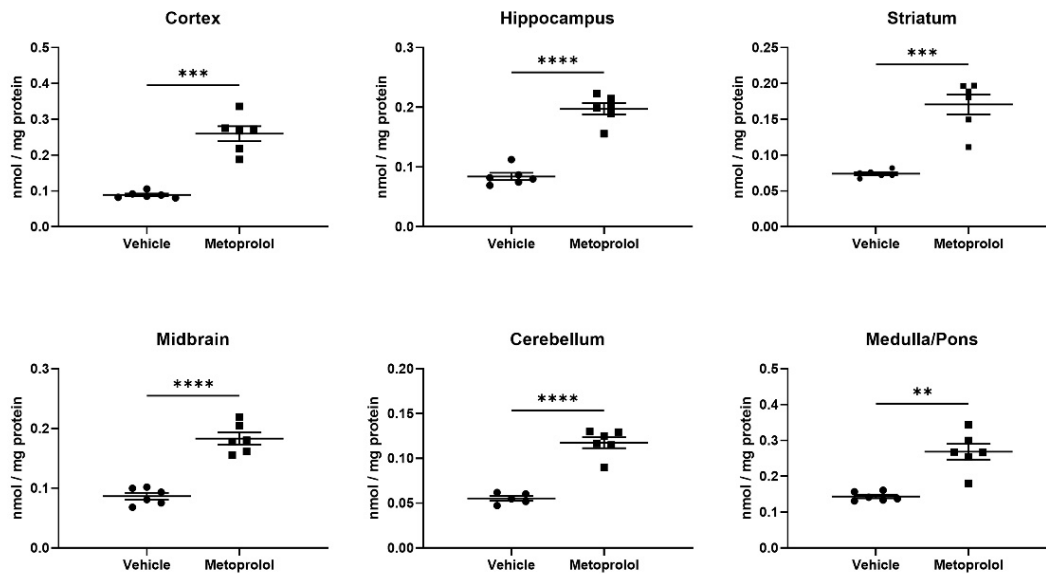 Cortex
0.5
0.4
0.3
0.2
0.1
0.0
nmol / mg protein
***
Vehicle
Metoprolol
Hippocampus
0.3
0.2
0.1
0.0
nmol / mg protein
****
Vehicle
Metoprolol
Striatum
0.25
0.20
0.15
0.10
0.05
0.00
nmol / mg protein
***
Vehicle
Metoprolol
Midbrain
0.3
0.2
0.1
0.0
nmol / mg protein
****
Vehicle
Metoprolol
Cerebellum
0.20
0.15
0.10
0.05
0.00
nmol / mg protein
****
Vehicle
Metoprolol
Medulla/Pons
0.5
0.4
0.3
0.2
0.1
0.0
nmol / mg protein
**
Vehicle
Metoprolol